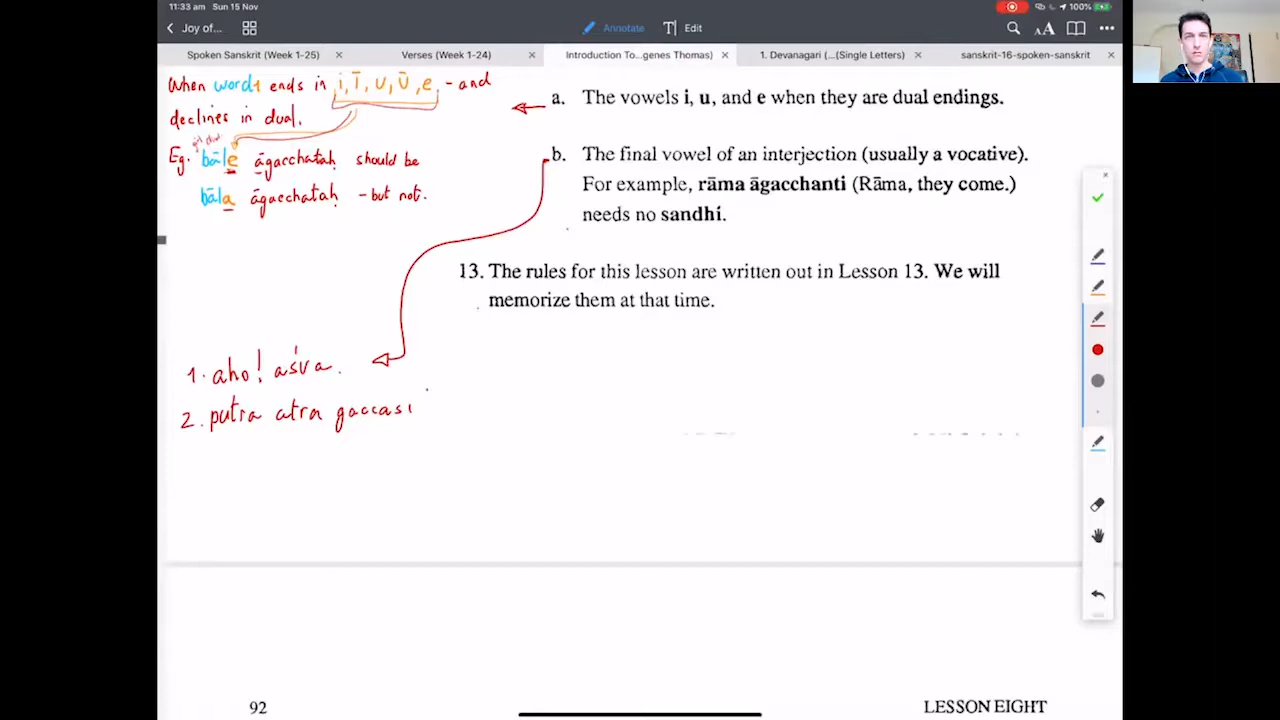 11:33 am Sun 15 Nov 100%
Joy of... Annotate Edit AA
Spoken Sanskrit (Week 1-25) Verses (Week 1-24) Introduction To...genes Thomas) 1. Devanagari (...(Single Letters) sanskrit-16-spoken-sanskrit
When word1 ends in i, ī, u, ū, e, - and
declines in dual.
Eg. bāle āgacchataḥ should be
bāla āgacchataḥ - but not.
a. The vowels i, u, and e when they are dual endings.
b. The final vowel of an interjection (usually a vocative).
For example, rāma āgacchanti (Rāma, they come.)
needs no sandhi.
13. The rules for this lesson are written out in Lesson 13. We will
memorize them at that time.
1. aho! aśva.
2. putra atra gaccasi
92 LESSON EIGHT